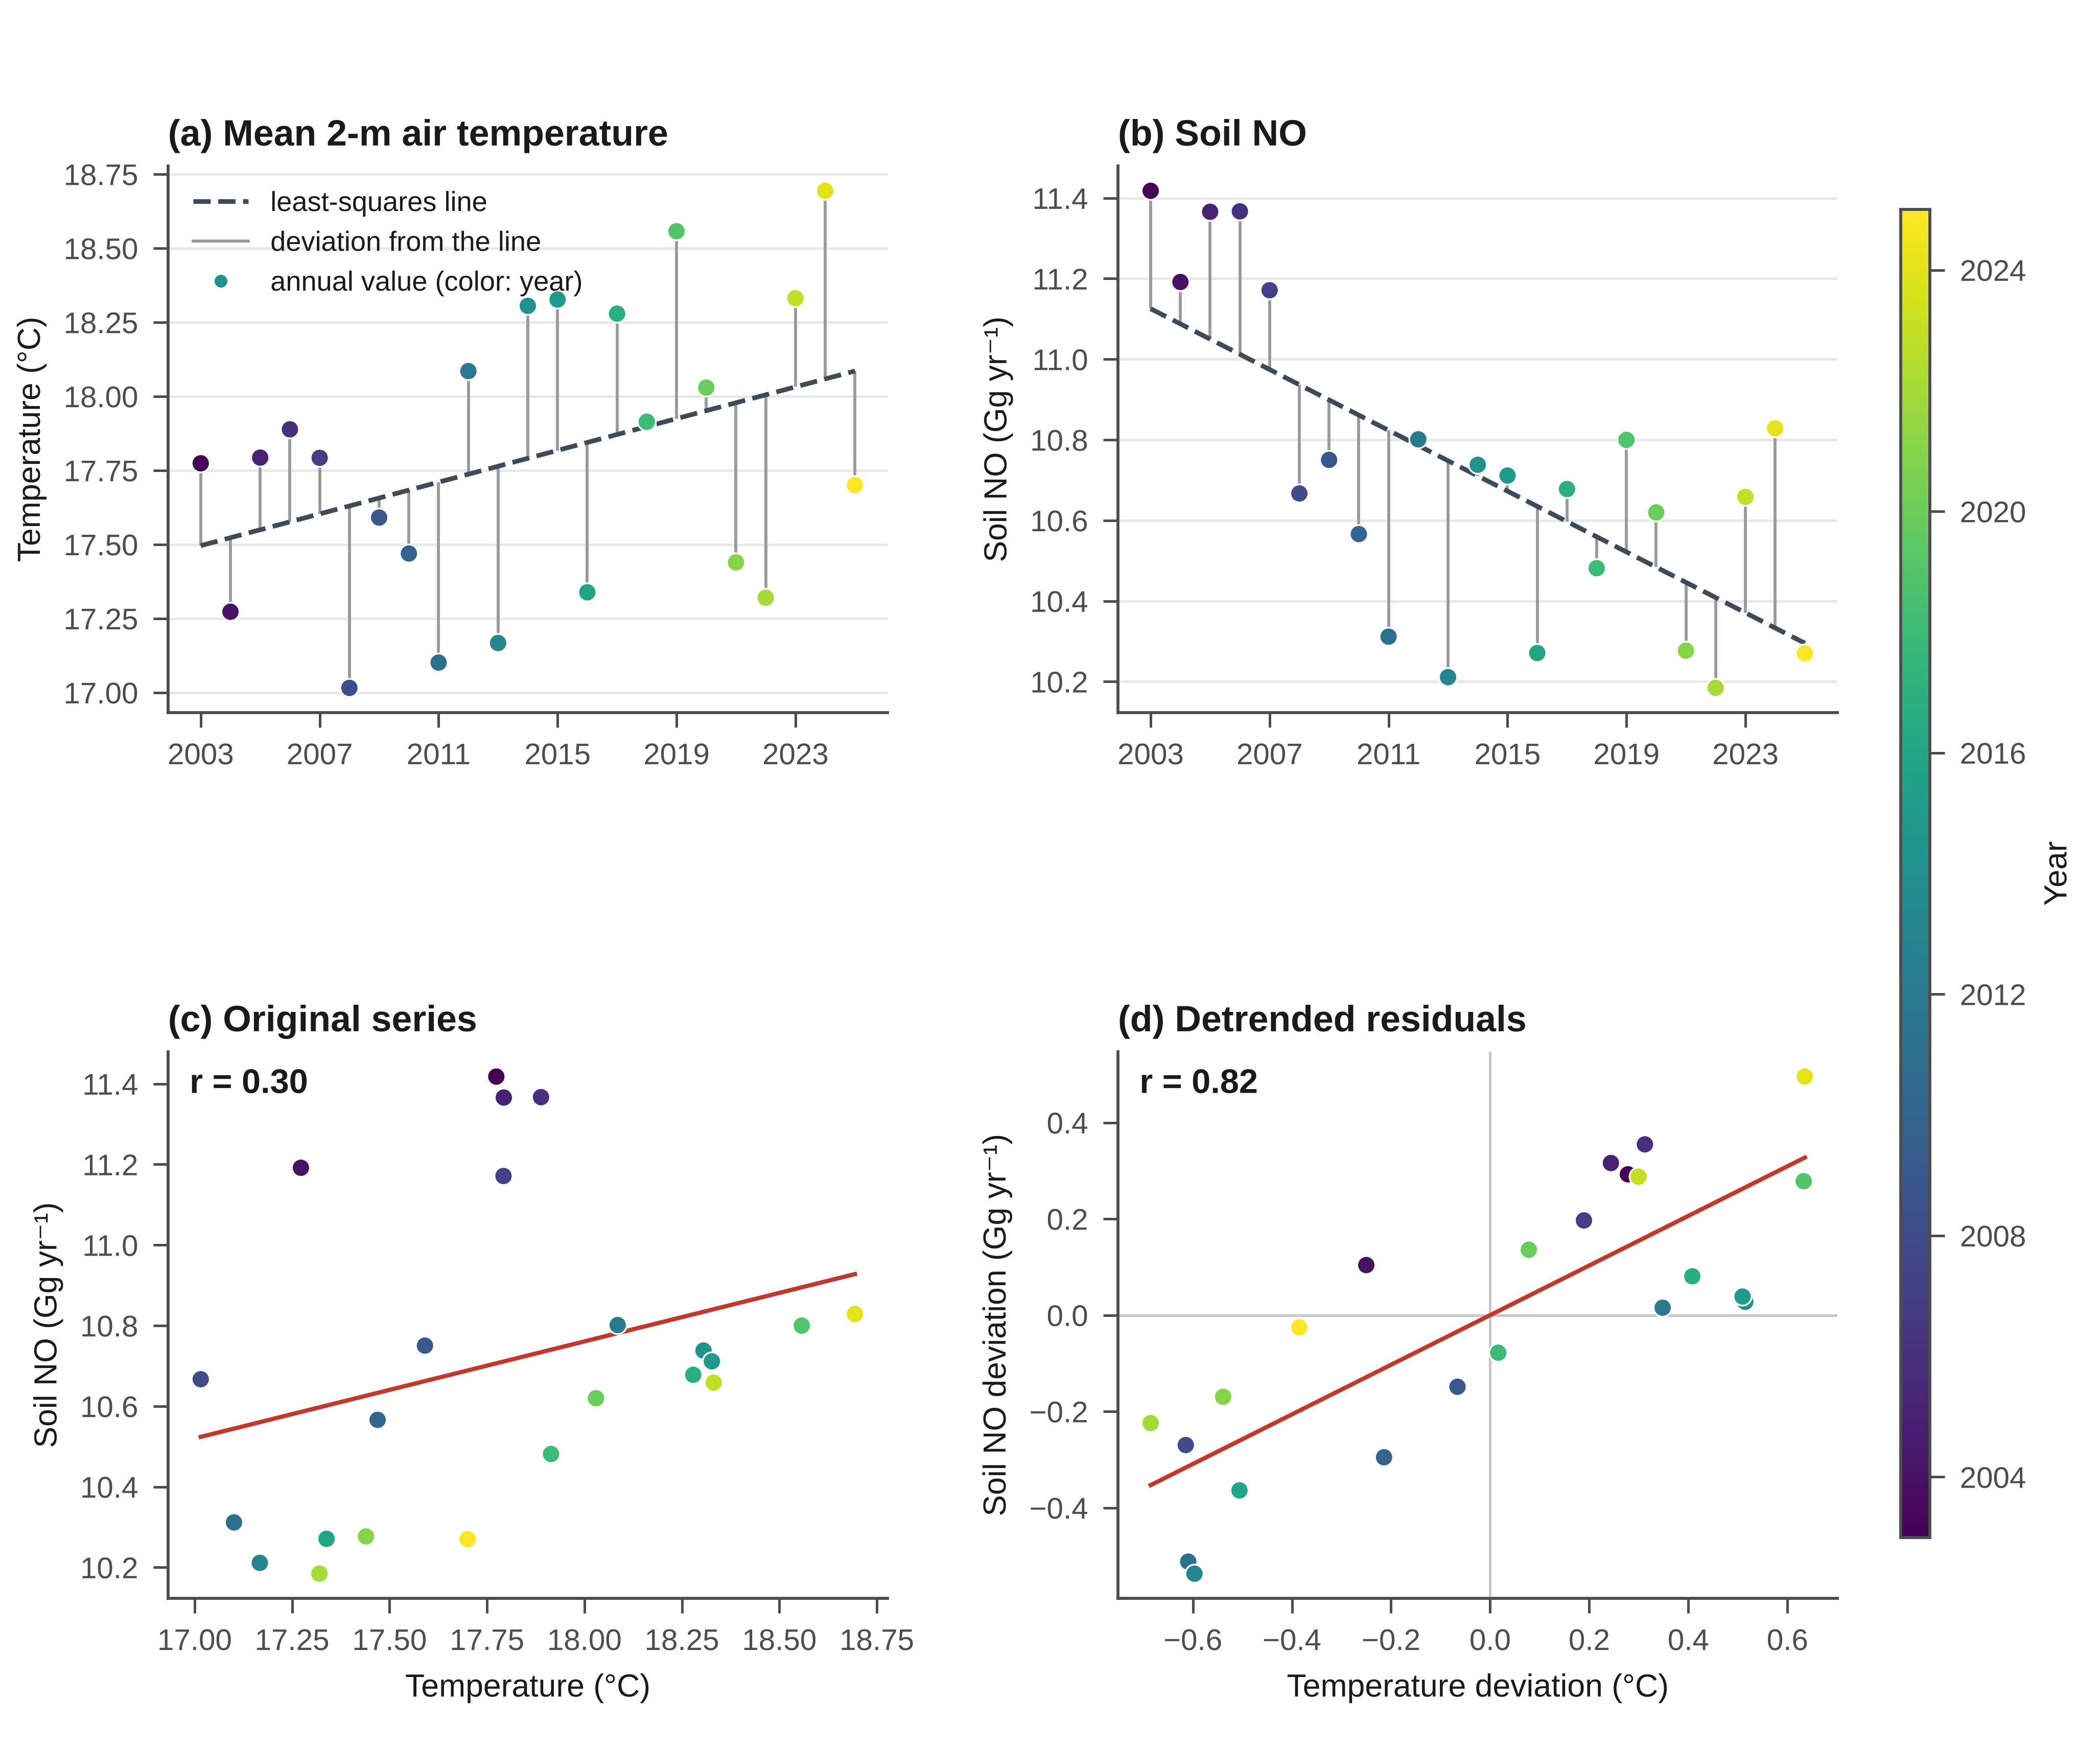 (a) Mean 2-m air temperature
18.75
18.50
18.25
18.00
17.75
17.50
17.25
17.00
Temperature (°C)
least-squares line
deviation from the line
annual value (color: year)
2003 2007 2011 2015 2019 2023
(b) Soil NO
11.4
11.2
11.0
10.8
10.6
10.4
10.2
Soil NO (Gg yr⁻¹)
2003 2007 2011 2015 2019 2023
(c) Original series
r = 0.30
11.4
11.2
11.0
10.8
10.6
10.4
10.2
Soil NO (Gg yr⁻¹)
17.00 17.25 17.50 17.75 18.00 18.25 18.50 18.75
Temperature (°C)
(d) Detrended residuals
r = 0.82
0.4
0.2
0.0
−0.2
−0.4
Soil NO deviation (Gg yr⁻¹)
−0.6 −0.4 −0.2 0.0 0.2 0.4 0.6
Temperature deviation (°C)
2024
2020
2016
2012
2008
2004
Year